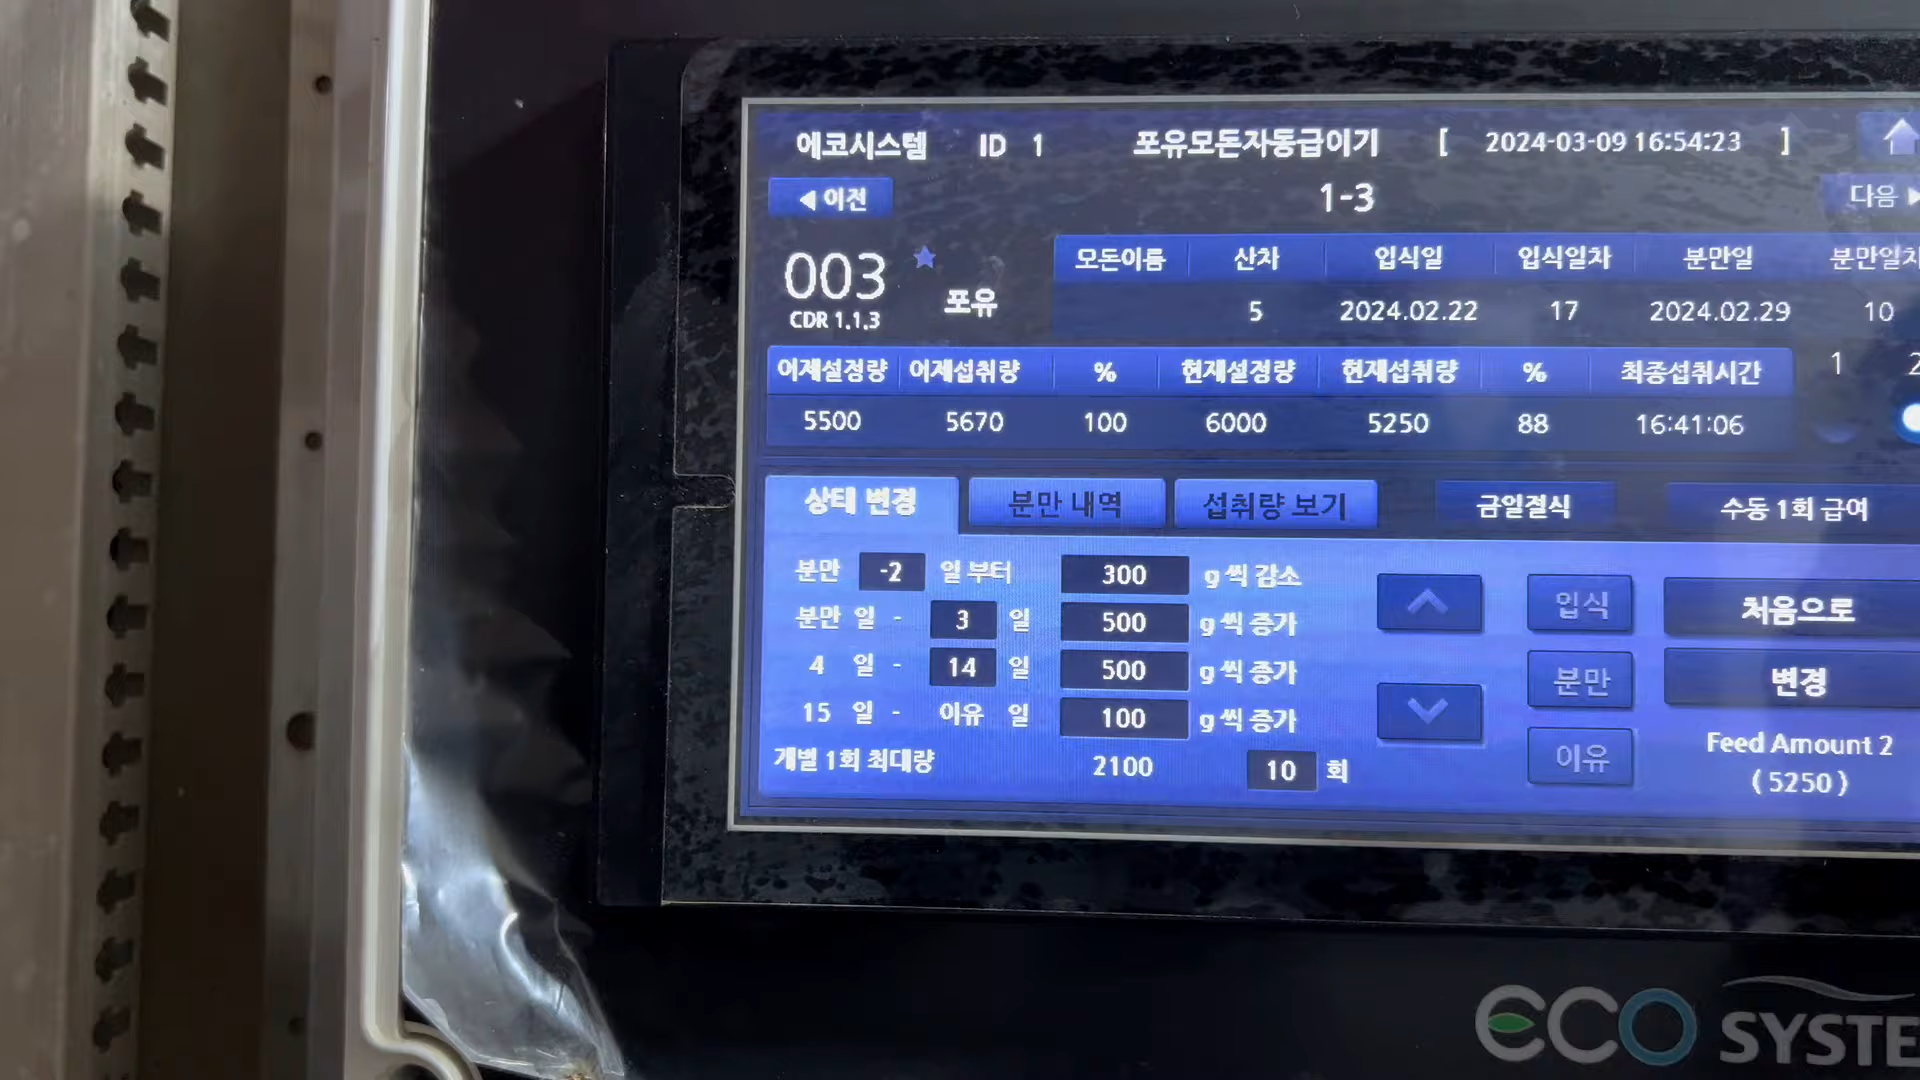 에코시스템 ID 1 포유모돈자동급이기 [ 2024-03-09 16:54:23 ]
◀ 이전 1-3 다음 ▶
003 포유
CDR 1.1.3
모돈이름 산차 입식일 입식일차 분만일 분만일차
5 2024.02.22 17 2024.02.29 10
어제설정량 어제섭취량 % 현재설정량 현재섭취량 % 최종섭취시간 1 2
5500 5670 100 6000 5250 88 16:41:06
상태 변경 분만 내역 섭취량 보기 금일결식 수동 1회 급여
분만 -2 일 부터 300 g 씩 감소
분만 일 - 3 일 500 g 씩 증가
4 일 - 14 일 500 g 씩 증가
15 일 - 이유 일 100 g 씩 증가
개별 1회 최대량 2100 10 회
입식 처음으로
분만 변경
이유 Feed Amount 2
( 5250 )
eco SYSTE